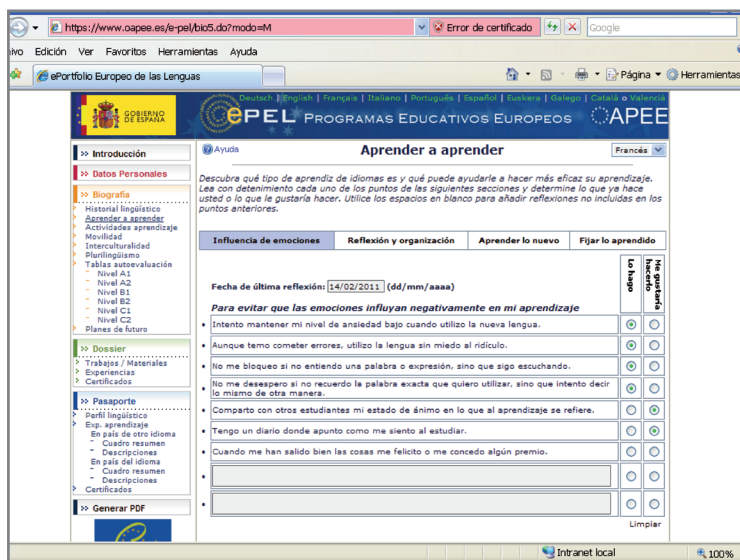 https://www.oapee.es/e-pel/bio5.do?modo=M
Error de certificado
Google
ivo Edición Ver Favoritos Herramientas Ayuda
ePortfolio Europeo de las Lenguas
Página
Herramientas
GOBIERNO
DE ESPAÑA
Deutsch | English | Français | Italiano | Português | Español | Euskera | Galego | Català o Valencià
ePEL PROGRAMAS EDUCATIVOS EUROPEOS OAPEE
>> Introducción
>> Datos Personales
>> Biografía
Historial lingüístico
Aprender a aprender
Actividades aprendizaje
Movilidad
Interculturalidad
Plurilingüismo
Tablas autoevaluación
Nivel A1
Nivel A2
Nivel B1
Nivel B2
Nivel C1
Nivel C2
Planes de futuro
>> Dossier
Trabajos / Materiales
Experiencias
Certificados
>> Pasaporte
Perfil lingüístico
Exp. aprendizaje
En país de otro idioma
Cuadro resumen
Descripciones
En país del idioma
Cuadro resumen
Descripciones
Certificados
>> Generar PDF
Ayuda
Aprender a aprender
Francés
Descubra qué tipo de aprendiz de idiomas es y qué puede ayudarle a hacer más eficaz su aprendizaje.
Lea con detenimiento cada uno de los puntos de las siguientes secciones y determine lo que ya hace
usted o lo que le gustaría hacer. Utilice los espacios en blanco para añadir reflexiones no incluidas en los
puntos anteriores.
Influencia de emociones
Reflexión y organización
Aprender lo nuevo
Fijar lo aprendido
Fecha de última reflexión: 14/02/2011 (dd/mm/aaaa)
Lo hago
Me gustaría
hacerlo
Para evitar que las emociones influyan negativamente en mi aprendizaje
• Intento mantener mi nivel de ansiedad bajo cuando utilizo la nueva lengua.
• Aunque temo cometer errores, utilizo la lengua sin miedo al ridículo.
• No me bloqueo si no entiendo una palabra o expresión, sino que sigo escuchando.
• No me desespero si no recuerdo la palabra exacta que quiero utilizar, sino que intento decir
lo mismo de otra manera.
• Comparto con otros estudiantes mi estado de ánimo en lo que al aprendizaje se refiere.
• Tengo un diario donde apunto como me siento al estudiar.
• Cuando me han salido bien las cosas me felicito o me concedo algún premio.
Limpiar
Intranet local
100%